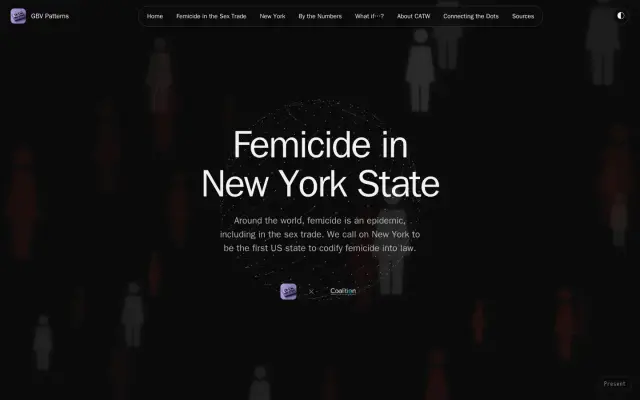 GBV Patterns
Home Femicide in the Sex Trade New York By the Numbers What if…? About CATW Connecting the Dots Sources
Femicide in
New York State
Around the world, femicide is an epidemic,
including in the sex trade. We call on New York to
be the first US state to codify femicide into law.
× Coalition
Present